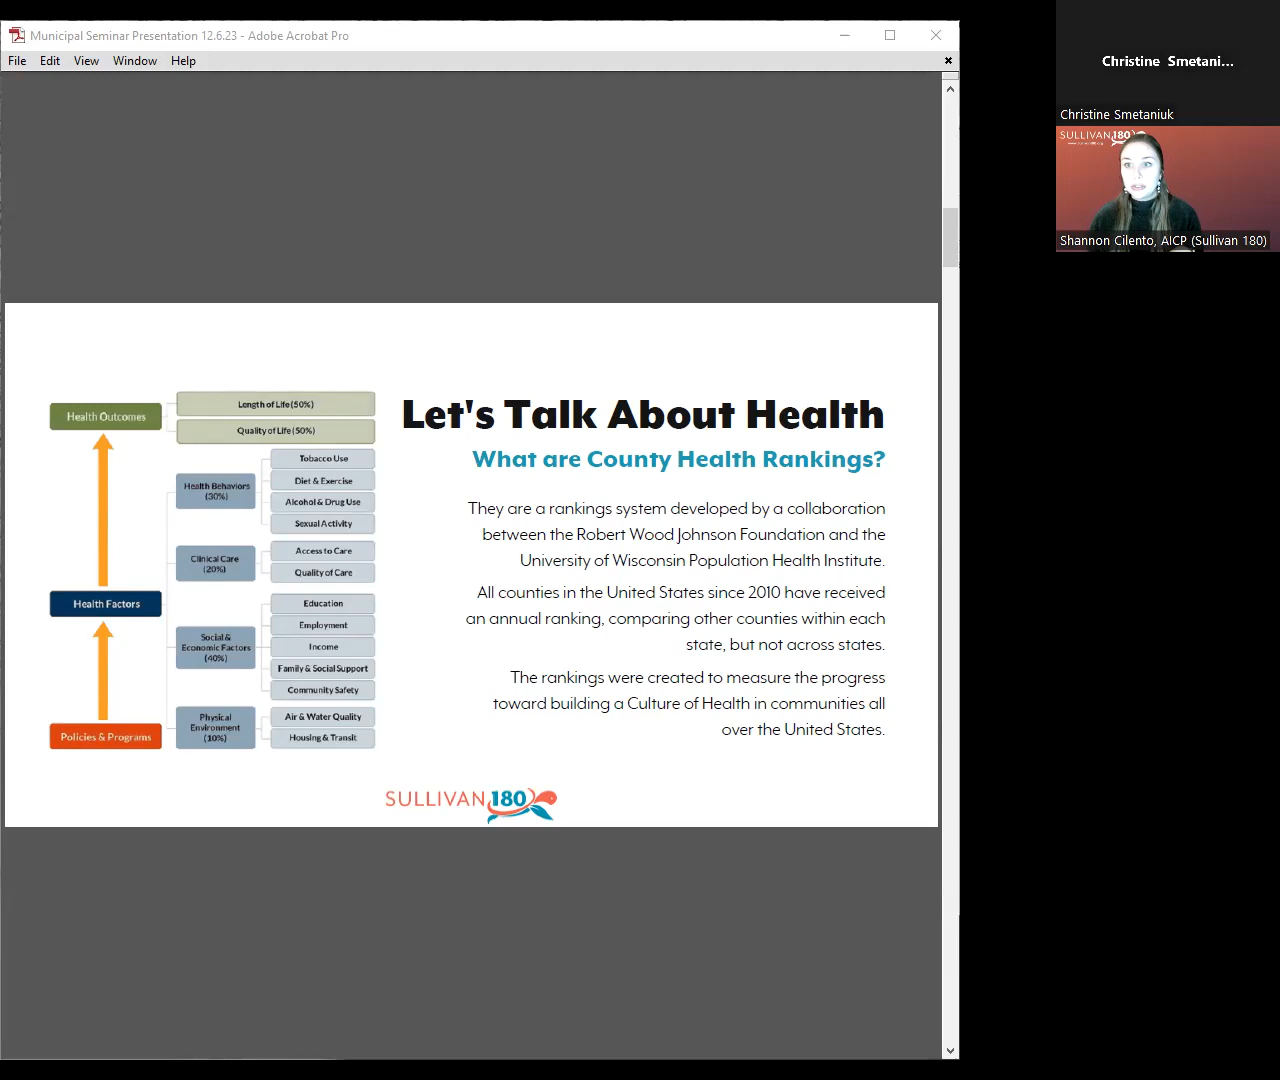 Municipal Seminar Presentation 12.6.23 - Adobe Acrobat Pro
File Edit View Window Help
Health Outcomes
Length of Life (50%)
Quality of Life (50%)
Health Behaviors
(30%)
Tobacco Use
Diet & Exercise
Alcohol & Drug Use
Sexual Activity
Clinical Care
(20%)
Access to Care
Quality of Care
Health Factors
Social &
Economic Factors
(40%)
Education
Employment
Income
Family & Social Support
Community Safety
Physical
Environment
(10%)
Air & Water Quality
Housing & Transit
Policies & Programs
Let's Talk About Health
What are County Health Rankings?
They are a rankings system developed by a collaboration
between the Robert Wood Johnson Foundation and the
University of Wisconsin Population Health Institute.
All counties in the United States since 2010 have received
an annual ranking, comparing other counties within each
state, but not across states.
The rankings were created to measure the progress
toward building a Culture of Health in communities all
over the United States.
SULLIVAN 180
Christine Smetani...
Christine Smetaniuk
SULLIVAN 180
Shannon Cilento, AICP (Sullivan 180)